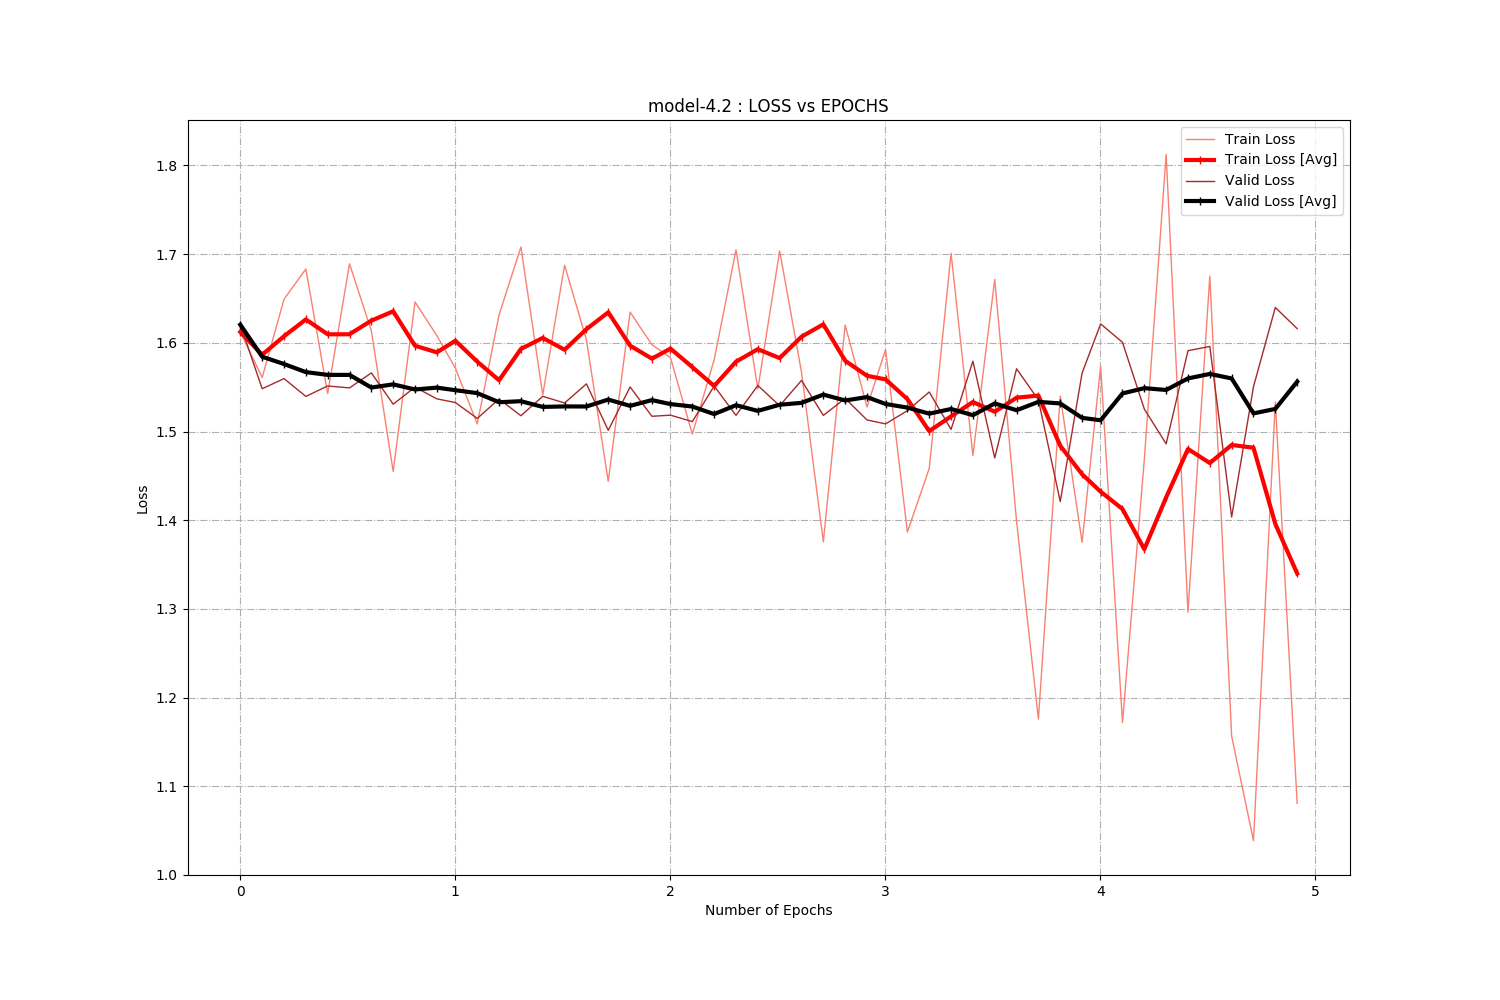 model-4.2 : LOSS vs EPOCHS
Train Loss
Train Loss [Avg]
Valid Loss
Valid Loss [Avg]
1.8
1.7
1.6
1.5
1.4
1.3
1.2
1.1
1.0
Loss
0 1 2 3 4 5
Number of Epochs